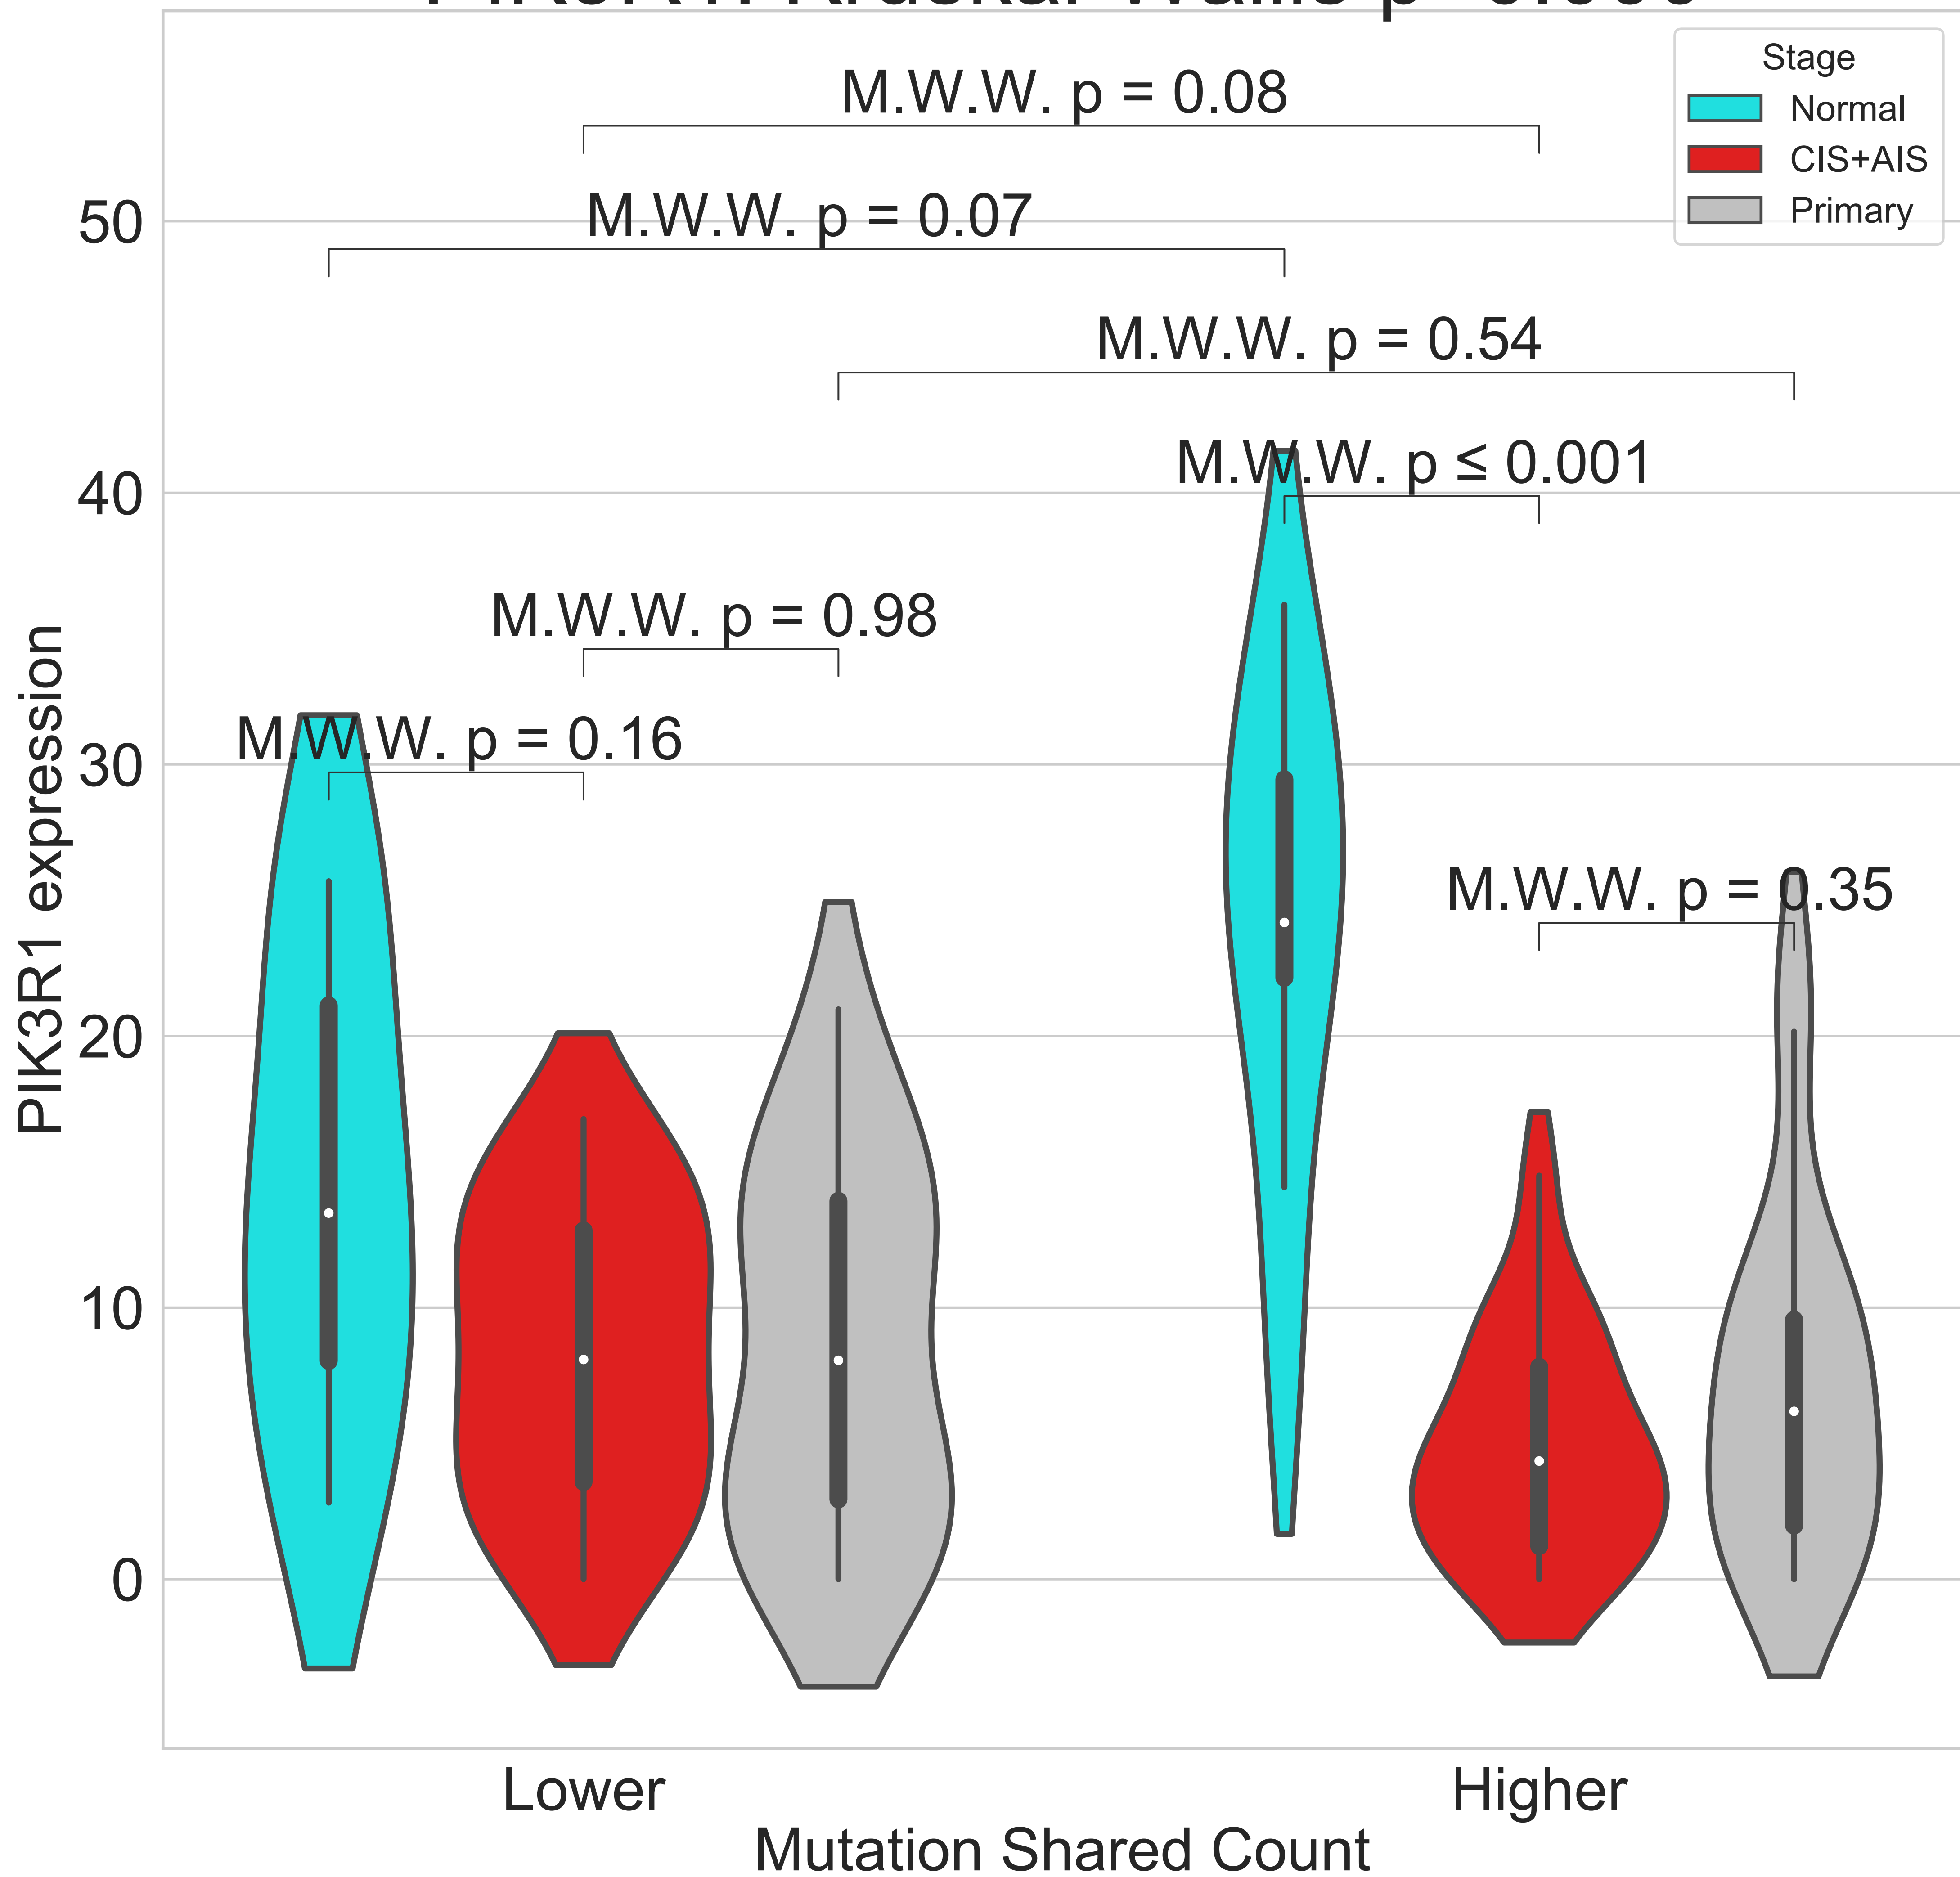 Stage
Normal
CIS+AIS
Primary
M.W.W. p = 0.08
M.W.W. p = 0.07
M.W.W. p = 0.54
M.W.W. p ≤ 0.001
M.W.W. p = 0.98
M.W.W. p = 0.16
M.W.W. p = 0.35
50
40
30
20
10
0
PIK3R1 expression
Lower
Higher
Mutation Shared Count